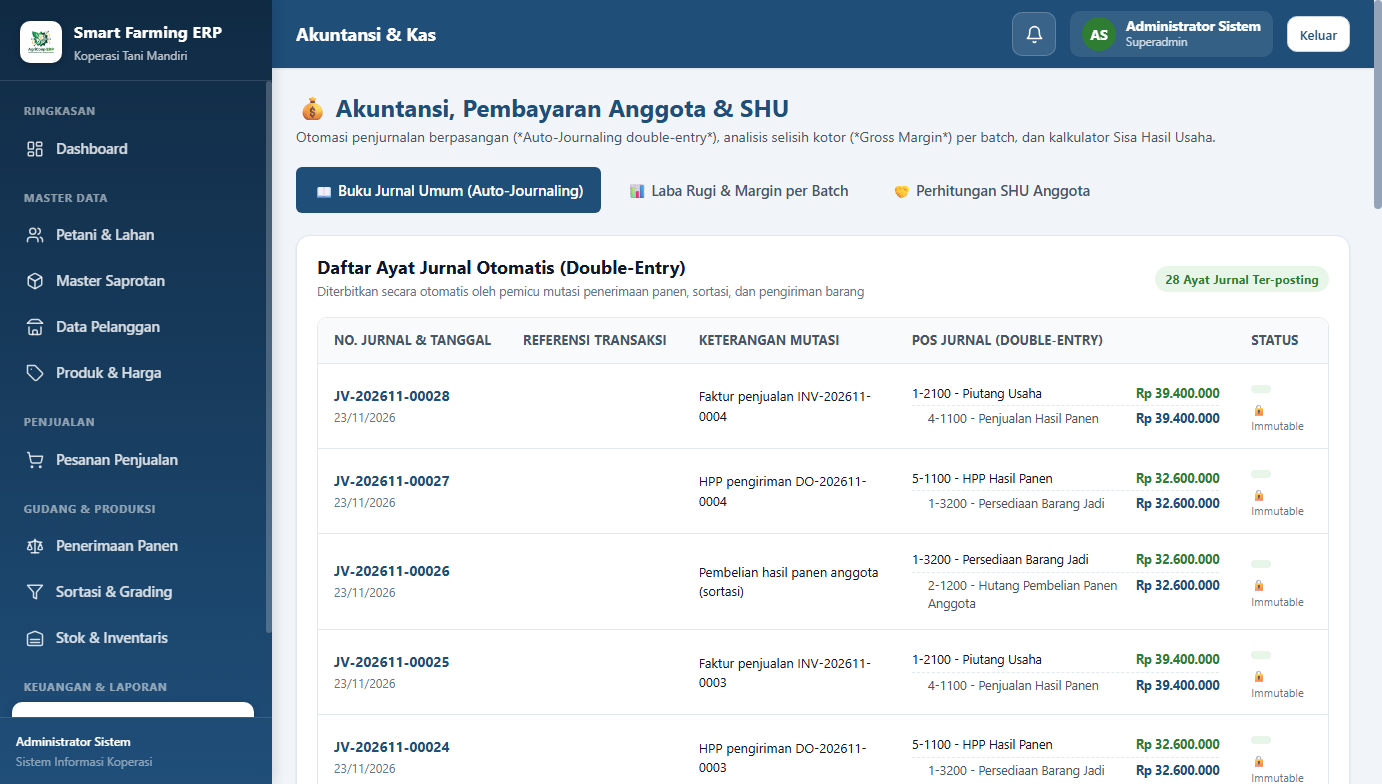 Smart Farming ERP
Koperasi Tani Mandiri
RINGKASAN
Dashboard
MASTER DATA
Petani & Lahan
Master Saprotan
Data Pelanggan
Produk & Harga
PENJUALAN
Pesanan Penjualan
GUDANG & PRODUKSI
Penerimaan Panen
Sortasi & Grading
Stok & Inventaris
KEUANGAN & LAPORAN
Administrator Sistem
Sistem Informasi Koperasi
Akuntansi & Kas
AS
Administrator Sistem
Superadmin
Keluar
Akuntansi, Pembayaran Anggota & SHU
Otomasi penjurnalan berpasangan (*Auto-Journaling double-entry*), analisis selisih kotor (*Gross Margin*) per batch, dan kalkulator Sisa Hasil Usaha.
Buku Jurnal Umum (Auto-Journaling)
Laba Rugi & Margin per Batch
Perhitungan SHU Anggota
Daftar Ayat Jurnal Otomatis (Double-Entry)
Diterbitkan secara otomatis oleh pemicu mutasi penerimaan panen, sortasi, dan pengiriman barang
28 Ayat Jurnal Ter-posting
NO. JURNAL & TANGGAL REFERENSI TRANSAKSI KETERANGAN MUTASI POS JURNAL (DOUBLE-ENTRY) STATUS
JV-202611-00028
23/11/2026
Faktur penjualan INV-202611-
0004
1-2100 - Piutang Usaha Rp 39.400.000
4-1100 - Penjualan Hasil Panen Rp 39.400.000
Immutable
JV-202611-00027
23/11/2026
HPP pengiriman DO-202611-
0004
5-1100 - HPP Hasil Panen Rp 32.600.000
1-3200 - Persediaan Barang Jadi Rp 32.600.000
Immutable
JV-202611-00026
23/11/2026
Pembelian hasil panen anggota
(sortasi)
1-3200 - Persediaan Barang Jadi Rp 32.600.000
2-1200 - Hutang Pembelian Panen Rp 32.600.000
Anggota
Immutable
JV-202611-00025
23/11/2026
Faktur penjualan INV-202611-
0003
1-2100 - Piutang Usaha Rp 39.400.000
4-1100 - Penjualan Hasil Panen Rp 39.400.000
Immutable
JV-202611-00024
23/11/2026
HPP pengiriman DO-202611-
0003
5-1100 - HPP Hasil Panen Rp 32.600.000
1-3200 - Persediaan Barang Jadi Rp 32.600.000
Immutable